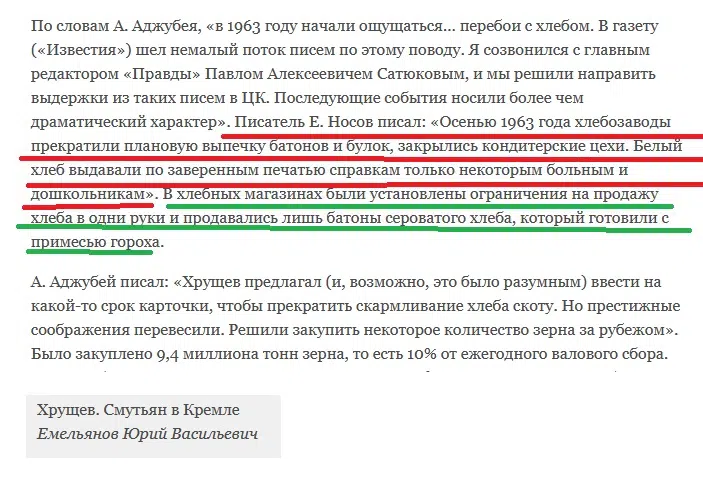 По словам А. Аджубея, «в 1963 году начали ощущаться... перебои с хлебом. В газету
(«Известия») шел немалый поток писем по этому поводу. Я созвонился с главным
редактором «Правды» Павлом Алексеевичем Сатюковым, и мы решили направить
выдержки из таких писем в ЦК. Последующие события носили более чем
драматический характер». Писатель Е. Носов писал: «Осенью 1963 года хлебозаводы
прекратили плановую выпечку батонов и булок, закрылись кондитерские цехи. Белый
хлеб выдавали по заверенным печатью справкам только некоторым больным и
дошкольникам». В хлебных магазинах были установлены ограничения на продажу
хлеба в одни руки и продавались лишь батоны сероватого хлеба, который готовили с
примесью гороха.
А. Аджубей писал: «Хрущев предлагал (и, возможно, это было разумным) ввести на
какой-то срок карточки, чтобы прекратить скармливание хлеба скоту. Но престижные
соображения перевесили. Решили закупить некоторое количество зерна за рубежом».
Было закуплено 9,4 миллиона тонн зерна, то есть 10% от ежегодного валового сбора.
Хрущев. Смутьян в Кремле
Емельянов Юрий Васильевич